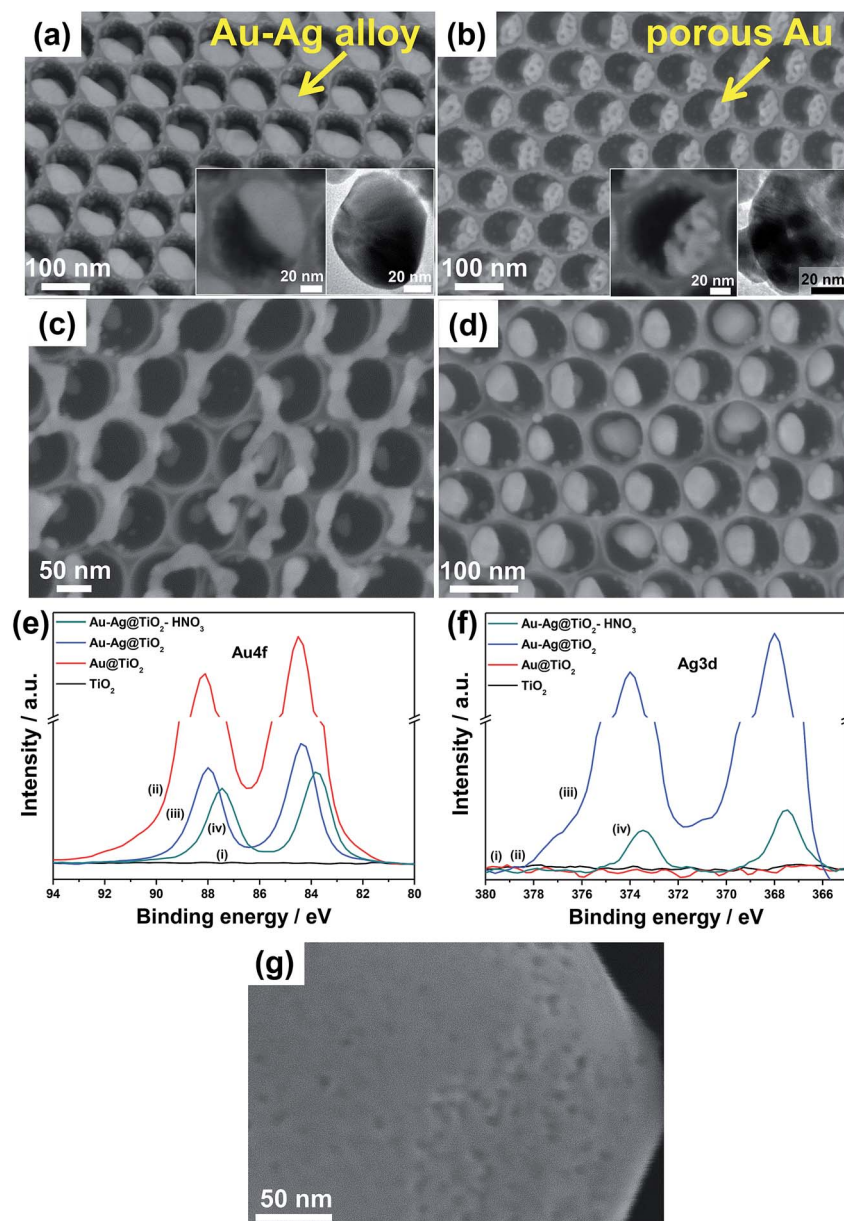 (a)
Au-Ag alloy
100 nm
20 nm
20 nm
(b)
porous Au
100 nm
20 nm
20 nm
(c)
50 nm
(d)
100 nm
(e)
Au-Ag@TiO2- HNO3
Au-Ag@TiO2
Au@TiO2
TiO2
Au4f
(ii)
(iii)
(iv)
(i)
Intensity / a.u.
94 92 90 88 86 84 82 80
Binding energy / eV
(f)
Au-Ag@TiO2- HNO3
Au-Ag@TiO2
Au@TiO2
TiO2
Ag3d
(iii)
(iv)
(i) (ii)
Intensity / a.u.
380 378 376 374 372 370 368 366
Binding energy / eV
(g)
50 nm